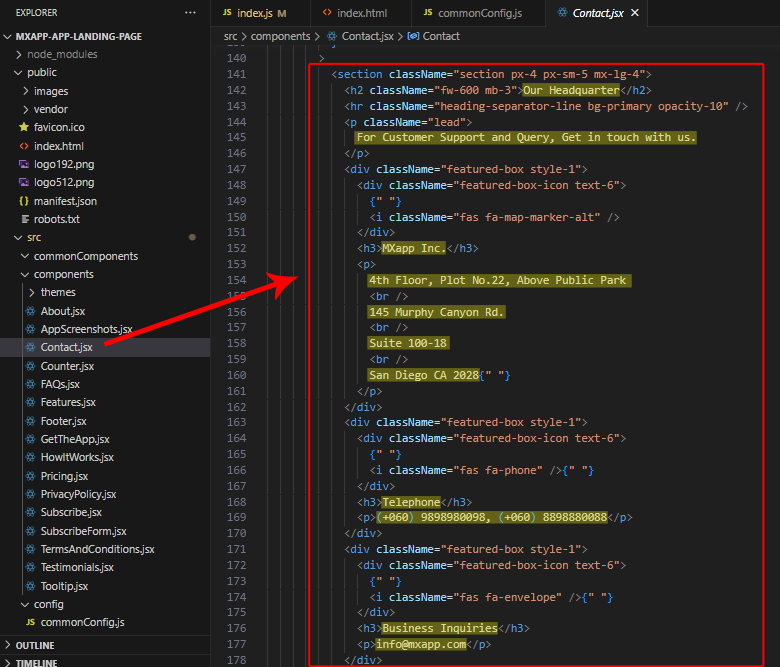 EXPLORER ...
MXAPP-APP-LANDING-PAGE
node_modules
public
images
vendor
favicon.ico
index.html
logo192.png
logo512.png
manifest.json
robots.txt
src
commonComponents
components
themes
About.jsx
AppScreenshots.jsx
Contact.jsx
Counter.jsx
FAQs.jsx
Features.jsx
Footer.jsx
GetTheApp.jsx
HowItWorks.jsx
Pricing.jsx
PrivacyPolicy.jsx
Subscribe.jsx
SubscribeForm.jsx
TermsAndConditions.jsx
Testimonials.jsx
Tooltip.jsx
config
JS commonConfig.js
OUTLINE
TIMELINE
JS index.js M <> index.html JS commonConfig.js Contact.jsx ×
src > components > Contact.jsx > Contact
140 >
141 <section className="section px-4 px-sm-5 mx-lg-4">
142 <h2 className="fw-600 mb-3">Our Headquarter</h2>
143 <hr className="heading-separator-line bg-primary opacity-10" />
144 <p className="lead">
145 For Customer Support and Query, Get in touch with us.
146 </p>
147 <div className="featured-box style-1">
148 <div className="featured-box-icon text-6">
149 {" "}
150 <i className="fas fa-map-marker-alt" />
151 </div>
152 <h3>MXapp Inc.</h3>
153 <p>
154 4th Floor, Plot No.22, Above Public Park
155 <br />
156 145 Murphy Canyon Rd.
157 <br />
158 Suite 100-18
159 <br />
160 San Diego CA 2028{" "}
161 </p>
162 </div>
163 <div className="featured-box style-1">
164 <div className="featured-box-icon text-6">
165 {" "}
166 <i className="fas fa-phone" />{" "}
167 </div>
168 <h3>Telephone</h3>
169 <p>(+060) 9898980098, (+060) 8898880088</p>
170 </div>
171 <div className="featured-box style-1">
172 <div className="featured-box-icon text-6">
173 {" "}
174 <i className="fas fa-envelope" />{" "}
175 </div>
176 <h3>Business Inquiries</h3>
177 <p>info@mxapp.com</p>
178 </div>